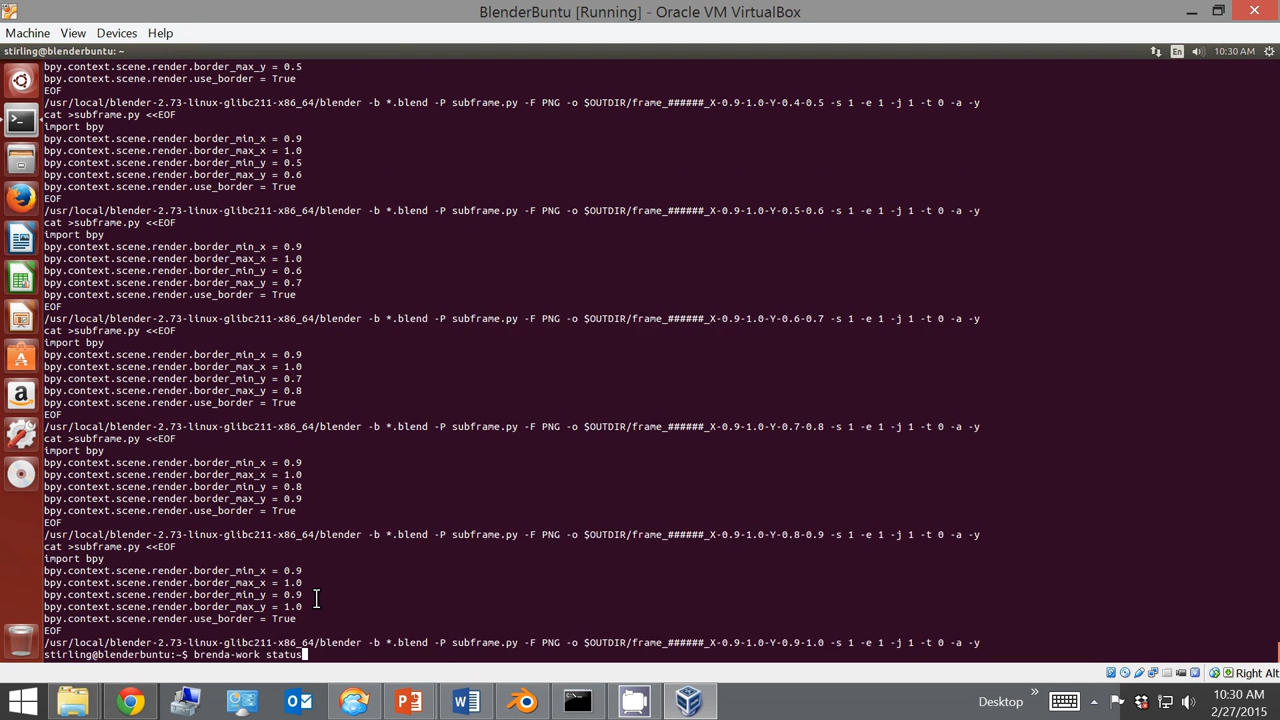 BlenderBuntu [Running] - Oracle VM VirtualBox
Machine View Devices Help
stirling@blenderbuntu: ~
En
10:30 AM
bpy.context.scene.render.border_max_y = 0.5
bpy.context.scene.render.use_border = True
EOF
/usr/local/blender-2.73-linux-glibc211-x86_64/blender -b *.blend -P subframe.py -F PNG -o $OUTDIR/frame_######_X-0.9-1.0-Y-0.4-0.5 -s 1 -e 1 -j 1 -t 0 -a -y
cat >subframe.py <<EOF
import bpy
bpy.context.scene.render.border_min_x = 0.9
bpy.context.scene.render.border_max_x = 1.0
bpy.context.scene.render.border_min_y = 0.5
bpy.context.scene.render.border_max_y = 0.6
bpy.context.scene.render.use_border = True
EOF
/usr/local/blender-2.73-linux-glibc211-x86_64/blender -b *.blend -P subframe.py -F PNG -o $OUTDIR/frame_######_X-0.9-1.0-Y-0.5-0.6 -s 1 -e 1 -j 1 -t 0 -a -y
cat >subframe.py <<EOF
import bpy
bpy.context.scene.render.border_min_x = 0.9
bpy.context.scene.render.border_max_x = 1.0
bpy.context.scene.render.border_min_y = 0.6
bpy.context.scene.render.border_max_y = 0.7
bpy.context.scene.render.use_border = True
EOF
/usr/local/blender-2.73-linux-glibc211-x86_64/blender -b *.blend -P subframe.py -F PNG -o $OUTDIR/frame_######_X-0.9-1.0-Y-0.6-0.7 -s 1 -e 1 -j 1 -t 0 -a -y
cat >subframe.py <<EOF
import bpy
bpy.context.scene.render.border_min_x = 0.9
bpy.context.scene.render.border_max_x = 1.0
bpy.context.scene.render.border_min_y = 0.7
bpy.context.scene.render.border_max_y = 0.8
bpy.context.scene.render.use_border = True
EOF
/usr/local/blender-2.73-linux-glibc211-x86_64/blender -b *.blend -P subframe.py -F PNG -o $OUTDIR/frame_######_X-0.9-1.0-Y-0.7-0.8 -s 1 -e 1 -j 1 -t 0 -a -y
cat >subframe.py <<EOF
import bpy
bpy.context.scene.render.border_min_x = 0.9
bpy.context.scene.render.border_max_x = 1.0
bpy.context.scene.render.border_min_y = 0.8
bpy.context.scene.render.border_max_y = 0.9
bpy.context.scene.render.use_border = True
EOF
/usr/local/blender-2.73-linux-glibc211-x86_64/blender -b *.blend -P subframe.py -F PNG -o $OUTDIR/frame_######_X-0.9-1.0-Y-0.8-0.9 -s 1 -e 1 -j 1 -t 0 -a -y
cat >subframe.py <<EOF
import bpy
bpy.context.scene.render.border_min_x = 0.9
bpy.context.scene.render.border_max_x = 1.0
bpy.context.scene.render.border_min_y = 0.9
bpy.context.scene.render.border_max_y = 1.0
bpy.context.scene.render.use_border = True
EOF
/usr/local/blender-2.73-linux-glibc211-x86_64/blender -b *.blend -P subframe.py -F PNG -o $OUTDIR/frame_######_X-0.9-1.0-Y-0.9-1.0 -s 1 -e 1 -j 1 -t 0 -a -y
stirling@blenderbuntu:~$ brenda-work status
Right Alt
Desktop
10:30 AM
2/27/2015